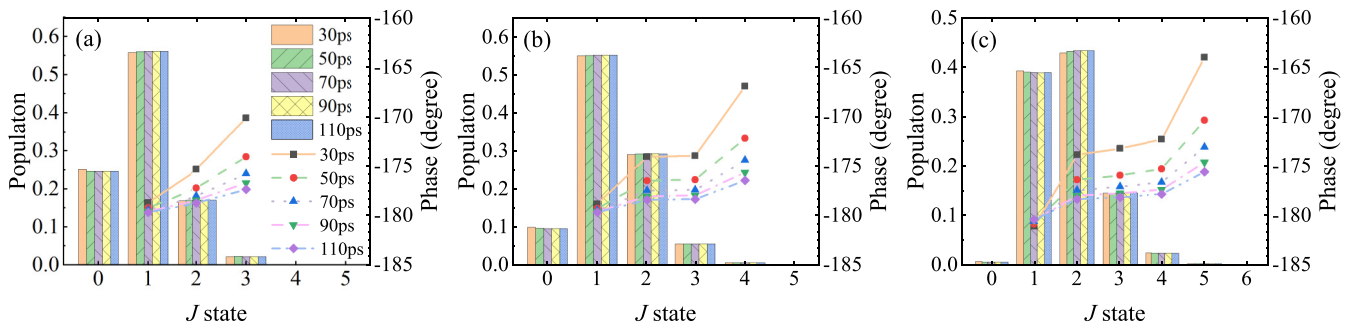 (a)
0.6
0.5
0.4
0.3
0.2
0.1
0.0
Populaton
0 1 2 3 4 5
J state
-160
-165
-170
-175
-180
-185
Phase (degree)
30ps
50ps
70ps
90ps
110ps
30ps
50ps
70ps
90ps
110ps
(b)
0.6
0.5
0.4
0.3
0.2
0.1
0.0
Populaton
0 1 2 3 4 5
J state
-160
-165
-170
-175
-180
-185
Phase (degree)
(c)
0.5
0.4
0.3
0.2
0.1
0.0
Populaton
0 1 2 3 4 5 6
J state
-160
-165
-170
-175
-180
-185
Phase (degree)